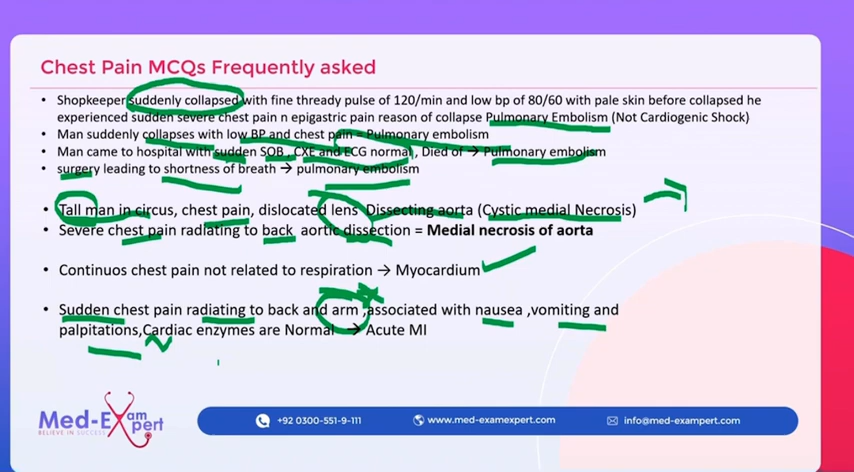 Chest Pain MCQs Frequently asked
• Shopkeeper suddenly collapsed with fine thready pulse of 120/min and low bp of 80/60 with pale skin before collapsed he
experienced sudden severe chest pain n epigastric pain reason of collapse Pulmonary Embolism (Not Cardiogenic Shock)
• Man suddenly collapses with low BP and chest pain = Pulmonary embolism
• Man came to hospital with sudden SOB , CXE and ECG normal , Died of → Pulmonary embolism
• surgery leading to shortness of breath → pulmonary embolism
• Tall man in circus, chest pain, dislocated lens Dissecting aorta (Cystic medial Necrosis)
• Severe chest pain radiating to back aortic dissection = Medial necrosis of aorta
• Continuos chest pain not related to respiration → Myocardium
• Sudden chest pain radiating to back and arm ,associated with nausea ,vomiting and
palpitations,Cardiac enzymes are Normal → Acute MI
Med-Exam Expert
BELIEVE IN SUCCESS
+92 0300-551-9-111
www.med-examexpert.com
info@med-exampert.com